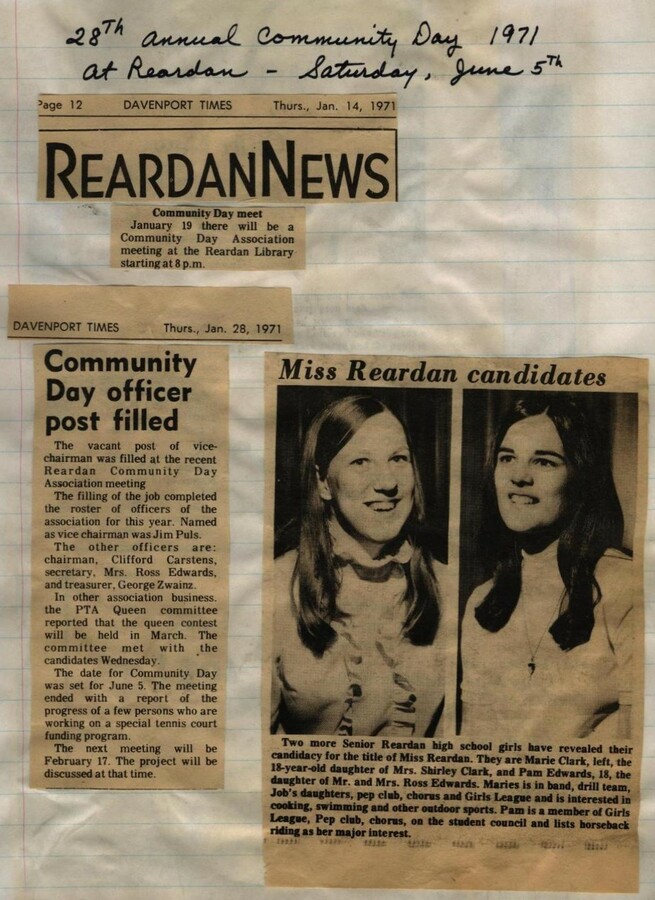 28th annual Community Day 1971
at Reardan - Saturday, June 5th
Page 12 DAVENPORT TIMES Thurs., Jan. 14, 1971
REARDANNEWS
Community Day meet
January 19 there will be a
Community Day Association
meeting at the Reardan Library
starting at 8 p.m.
DAVENPORT TIMES Thurs., Jan. 28, 1971
Community
Day officer
post filled
The vacant post of vice-
chairman was filled at the recent
Reardan Community Day
Association meeting
The filling of the job completed
the roster of officers of the
association for this year. Named
as vice chairman was Jim Puls.
The other officers are:
chairman, Clifford Carstens,
secretary, Mrs. Ross Edwards,
and treasurer, George Zwainz.
In other association business.
the PTA Queen committee
reported that the queen contest
will be held in March. The
committee met with the
candidates Wednesday.
The date for Community Day
was set for June 5. The meeting
ended with a report of the
progress of a few persons who are
working on a special tennis court
funding program.
The next meeting will be
February 17. The project will be
discussed at that time.
Miss Reardan candidates
Two more Senior Reardan high school girls have revealed their
candidacy for the title of Miss Reardan. They are Marie Clark, left, the
18-year-old daughter of Mrs. Shirley Clark, and Pam Edwards, 18, the
daughter of Mr. and Mrs. Ross Edwards. Maries is in band, drill team,
Job's daughters, pep club, chorus and Girls League and is interested in
cooking, swimming and other outdoor sports. Pam is a member of Girls
League, Pep club, chorus, on the student council and lists horseback
riding as her major interest.